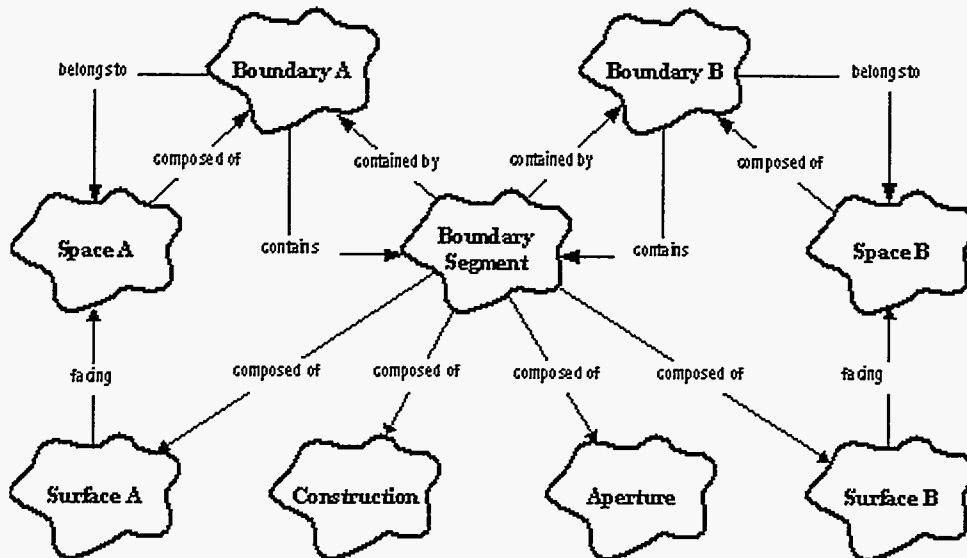 belongsto
Boundary A
Boundary B
belongsto
composed of
contained by
contained by
composed of
Space A
contains
Boundary
Segment
contains
Space B
facing
composed of
composed of
composed of
composed of
facing
Surface A
Construction
Aperture
Surface B